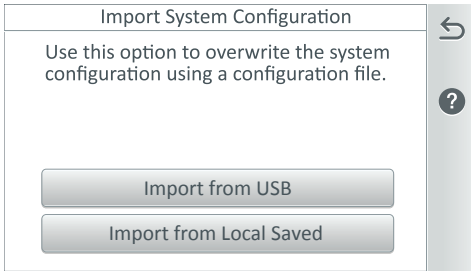 Import System Configuration
Use this option to overwrite the system
configuration using a configuration file.
?
Import from USB
Import from Local Saved